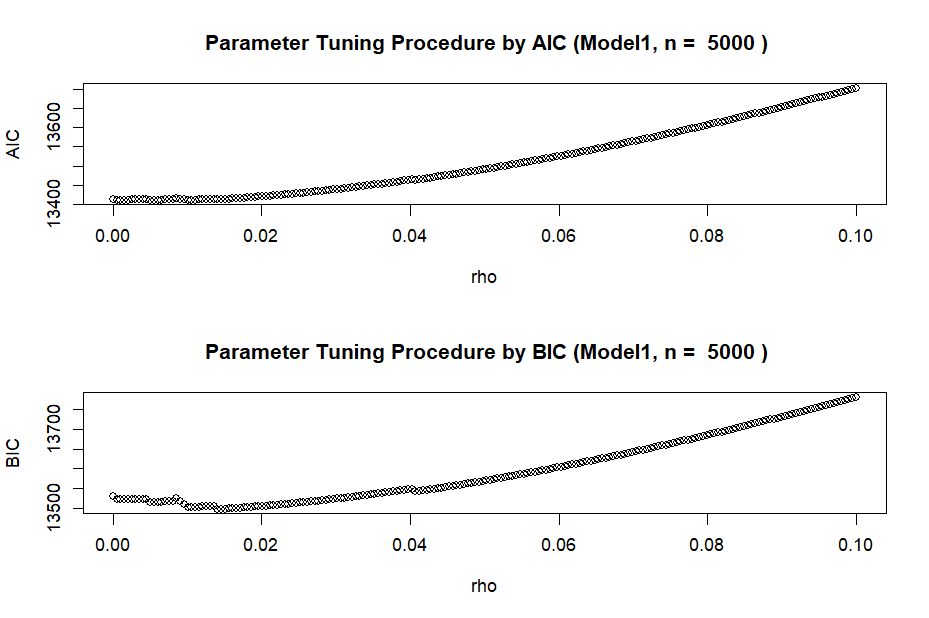 Parameter Tuning Procedure by AIC (Model1, n =  5000 )
AIC
13600
13400
0.00 0.02 0.04 0.06 0.08 0.10
rho
Parameter Tuning Procedure by BIC (Model1, n =  5000 )
BIC
13700
13500
0.00 0.02 0.04 0.06 0.08 0.10
rho